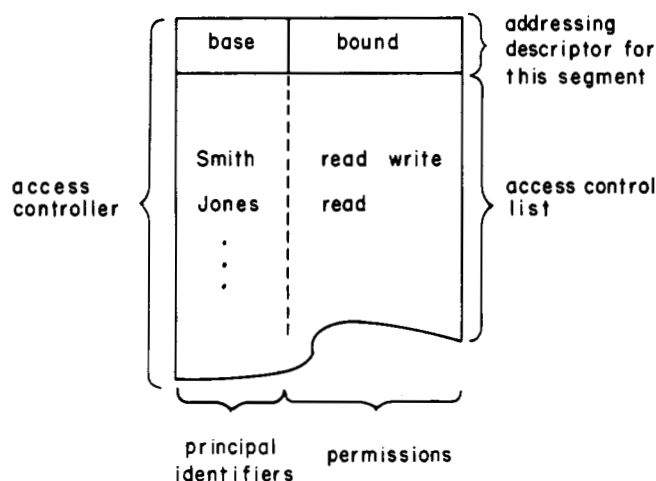 base bound
addressing
descriptor for
this segment
Smith read write
Jones read
access
controller
access control
list
principal
identifiers
permissions